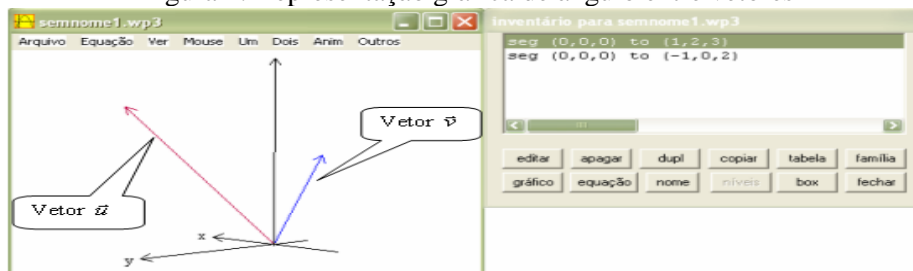 semnome1.wp3
Arquivo Equação Ver Mouse Um Dois Anim Outros
Vetor v⃗
Vetor u⃗
x
y
inventário para semnome1.wp3
seg (0,0,0) to (1,2,3)
seg (0,0,0) to (-1,0,2)
editar apagar dupl copiar tabela família
gráfico equação nome níveis box fechar